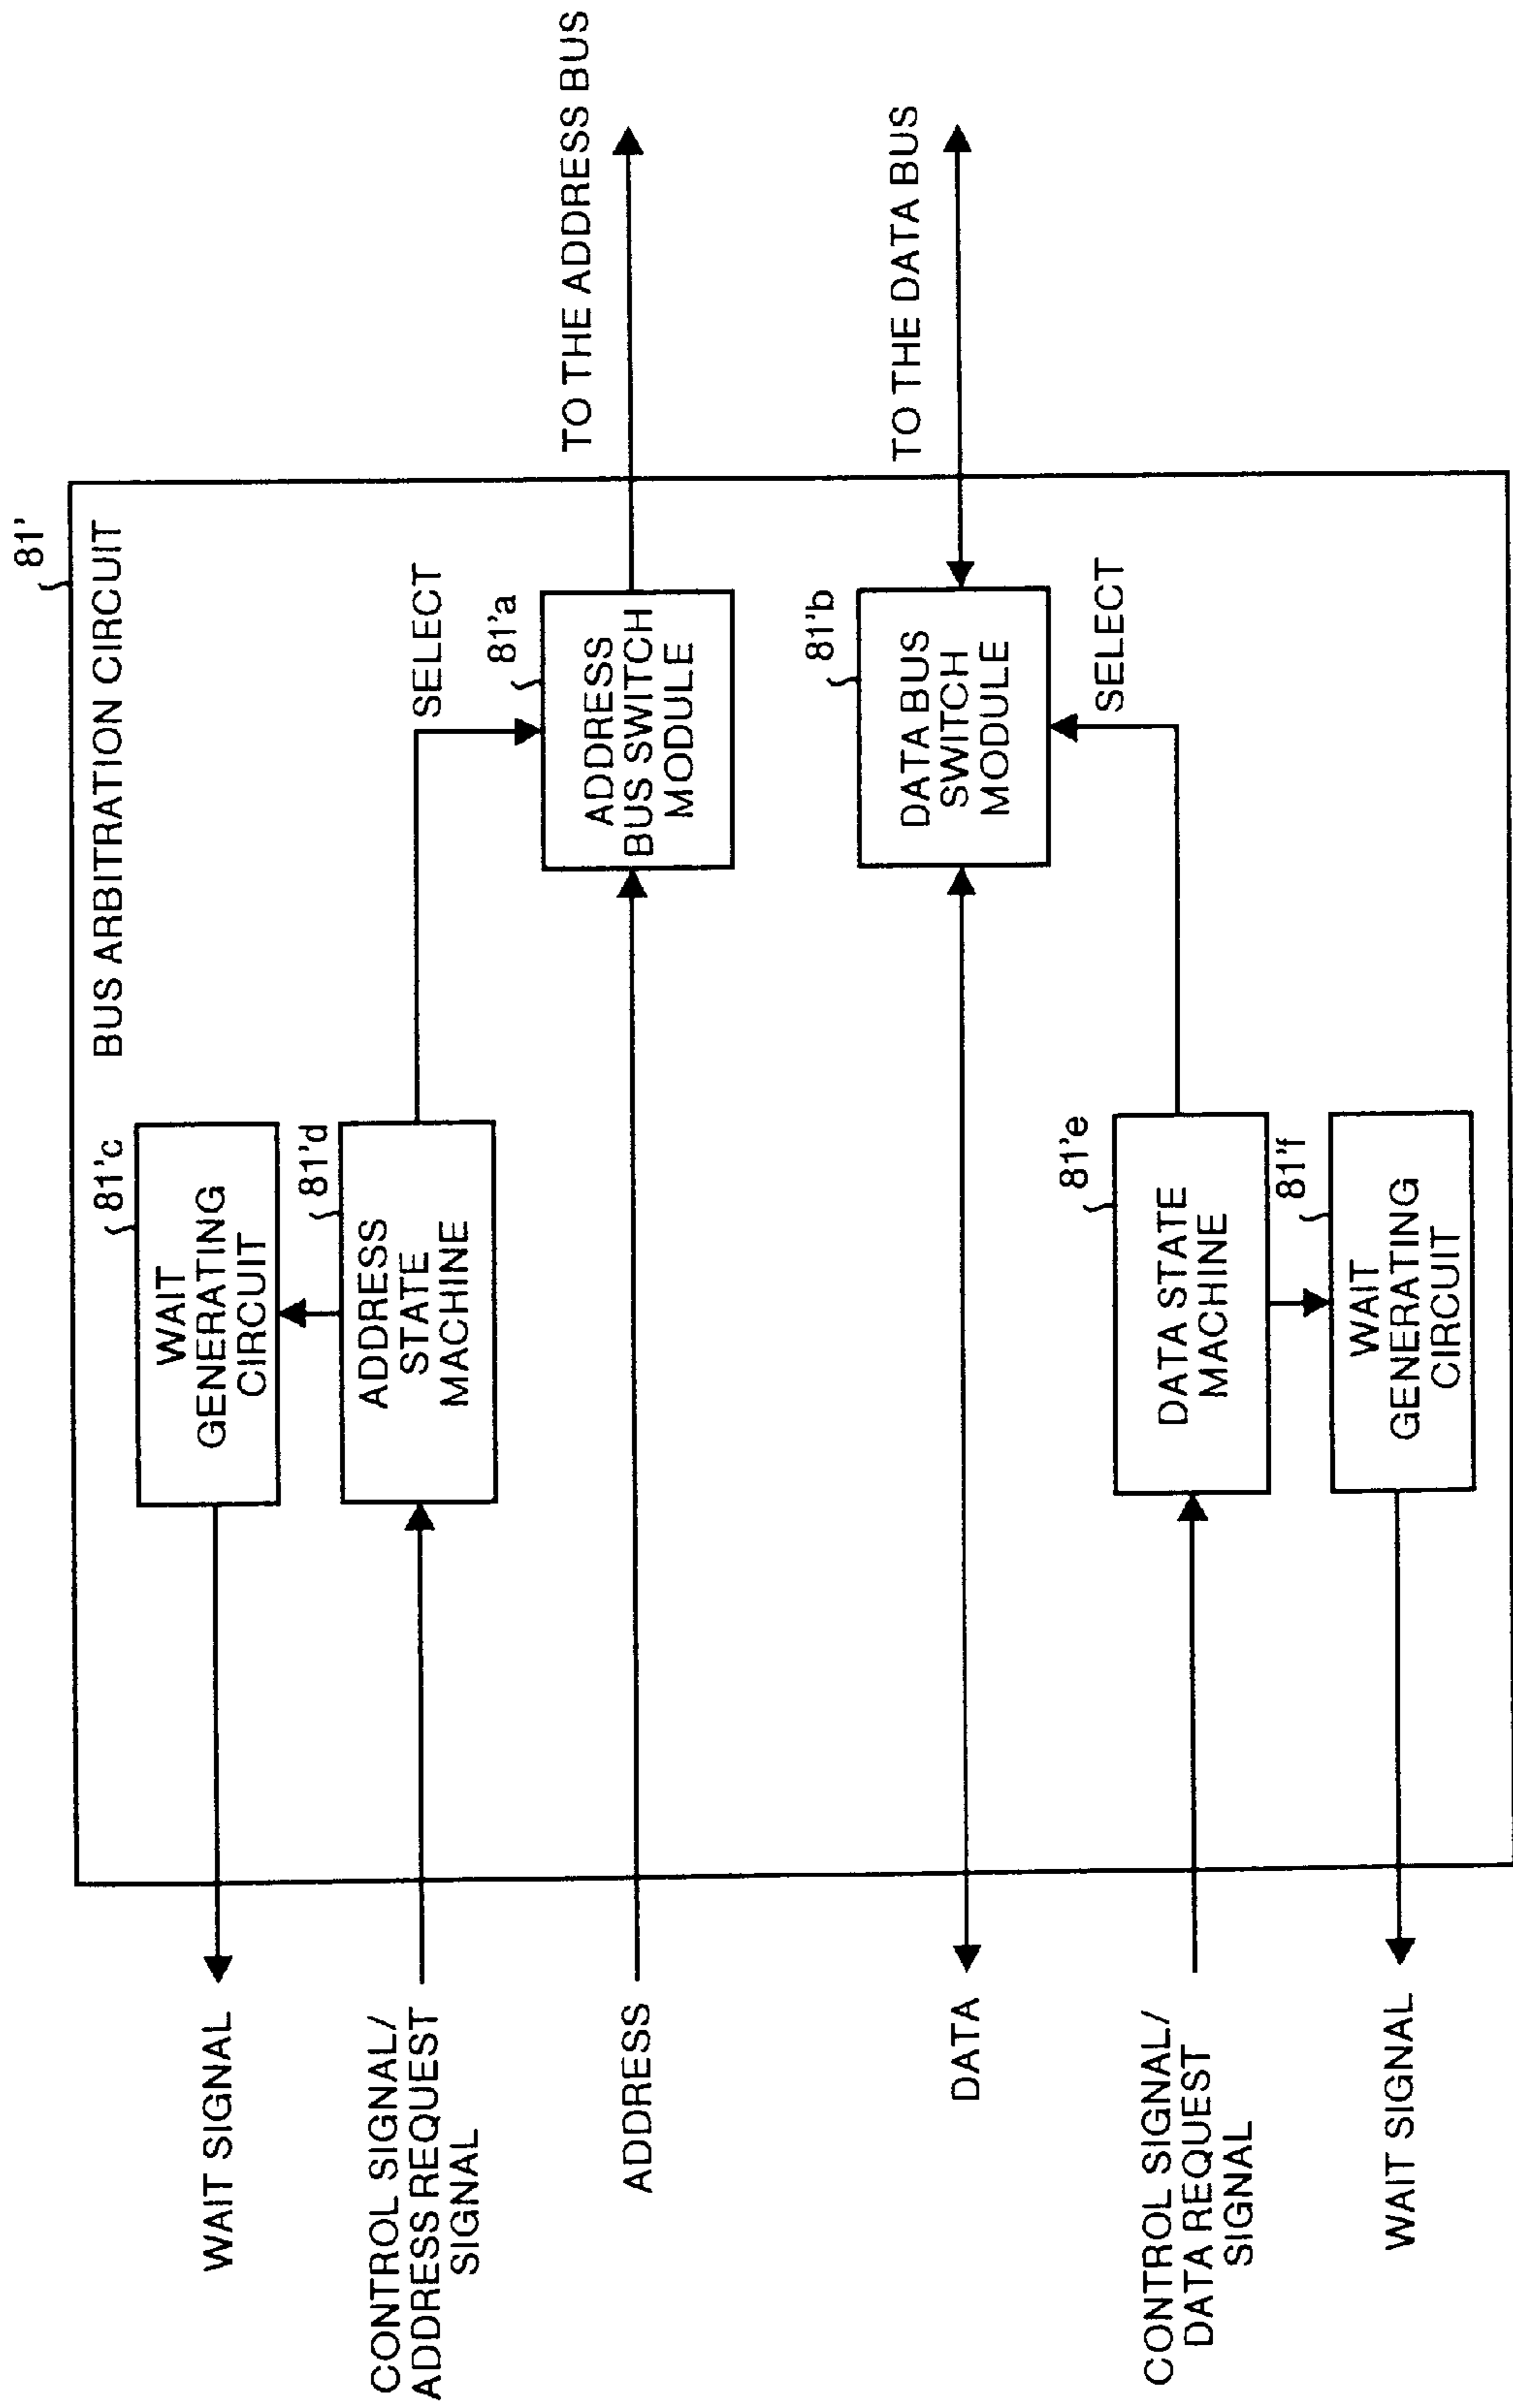 81'
BUS ARBITRATION CIRCUIT
WAIT SIGNAL
81'c
WAIT
GENERATING
CIRCUIT
CONTROL SIGNAL/
ADDRESS REQUEST
SIGNAL
81'd
ADDRESS
STATE
MACHINE
SELECT
81'a
ADDRESS
BUS SWITCH
MODULE
TO THE ADDRESS BUS
ADDRESS
DATA
81'b
DATA BUS
SWITCH
MODULE
TO THE DATA BUS
SELECT
CONTROL SIGNAL/
DATA REQUEST
SIGNAL
81'e
DATA STATE
MACHINE
81'f
WAIT
GENERATING
CIRCUIT
WAIT SIGNAL